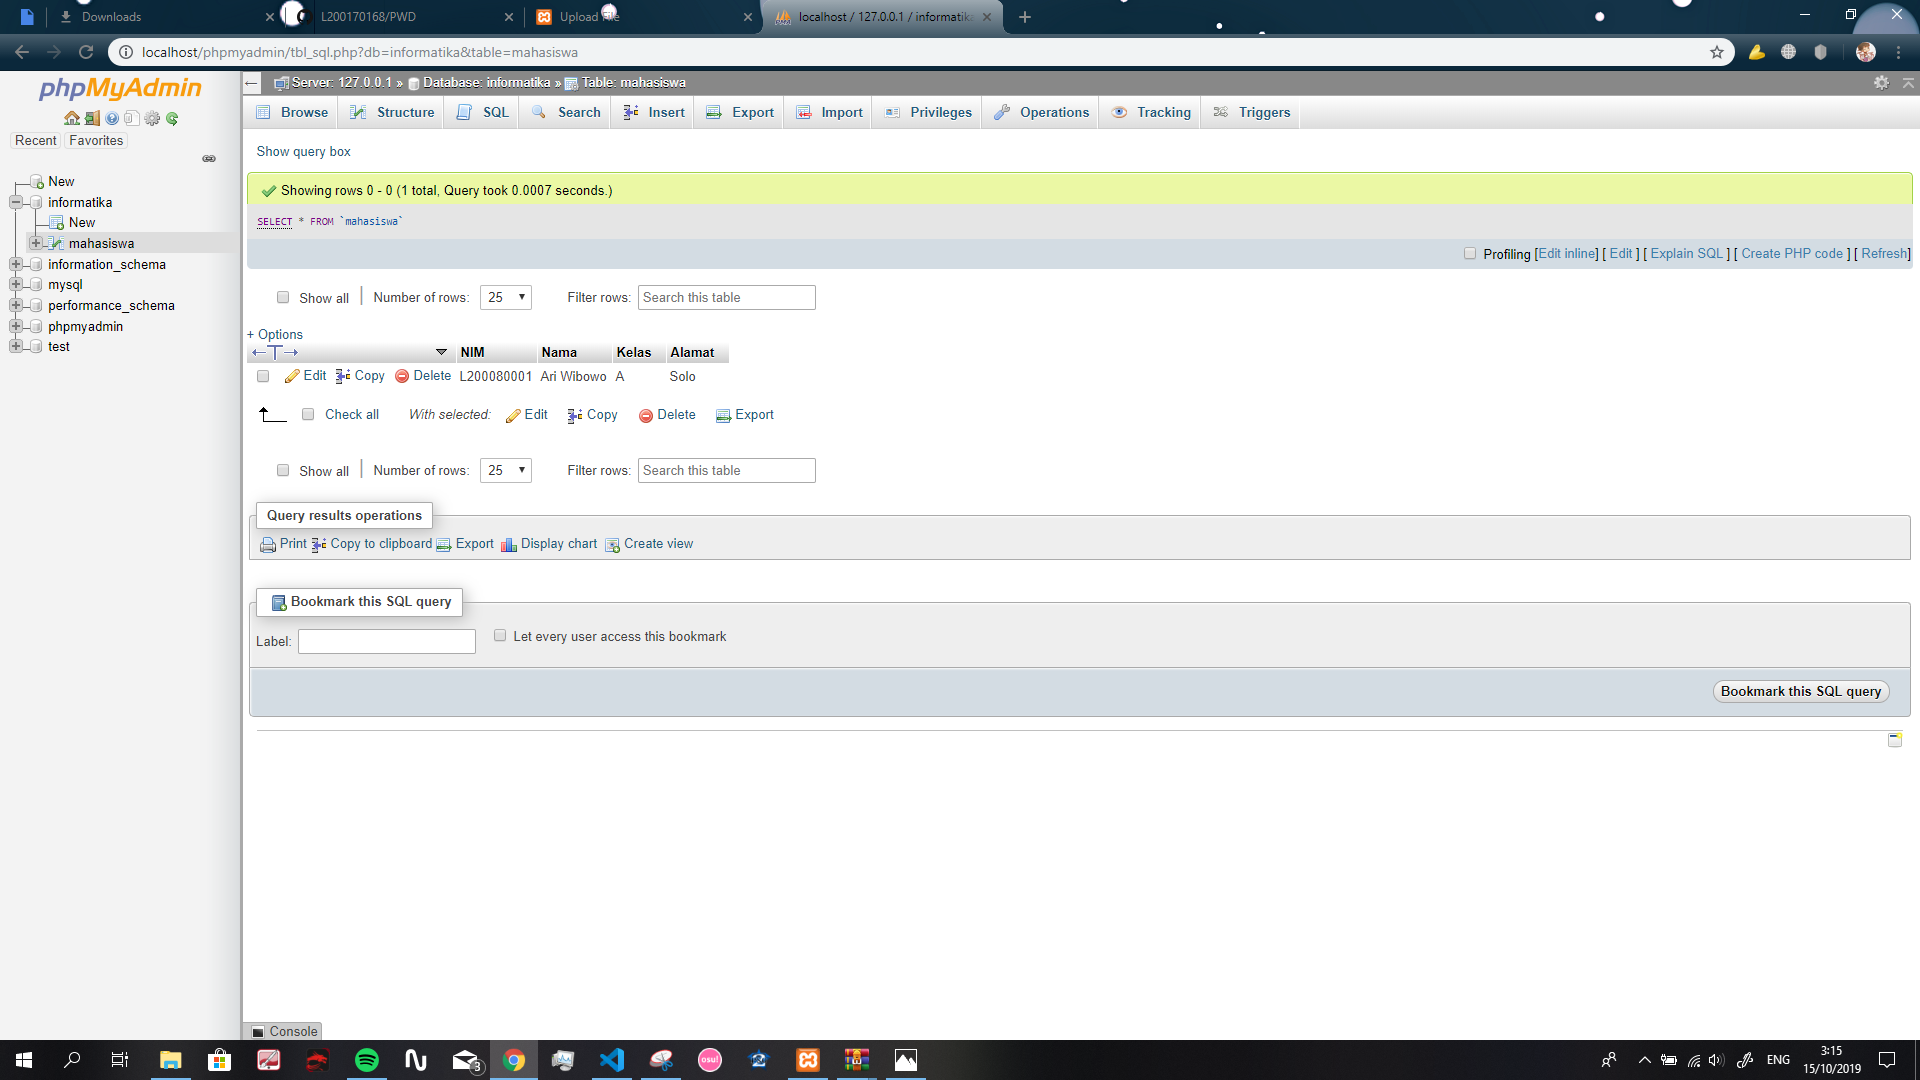 Downloads
L200170168/PWD
Upload File
localhost / 127.0.0.1 / informatika
localhost/phpmyadmin/tbl_sql.php?db=informatika&table=mahasiswa
phpMyAdmin
Recent
Favorites
New
informatika
New
mahasiswa
information_schema
mysql
performance_schema
phpmyadmin
test
Server: 127.0.0.1 » Database: informatika » Table: mahasiswa
Browse Structure SQL Search Insert Export Import Privileges Operations Tracking Triggers
Show query box
Showing rows 0 - 0 (1 total, Query took 0.0007 seconds.)
SELECT * FROM `mahasiswa`
Profiling [Edit inline] [ Edit ] [ Explain SQL ] [ Create PHP code ] [ Refresh]
Show all | Number of rows: 25 Filter rows: Search this table
+ Options
←T→ NIM Nama Kelas Alamat
Edit Copy Delete L200080001 Ari Wibowo A Solo
Check all With selected: Edit Copy Delete Export
Show all | Number of rows: 25 Filter rows: Search this table
Query results operations
Print Copy to clipboard Export Display chart Create view
Bookmark this SQL query
Label: Let every user access this bookmark
Bookmark this SQL query
Console
3
osu!
ENG
3:15
15/10/2019